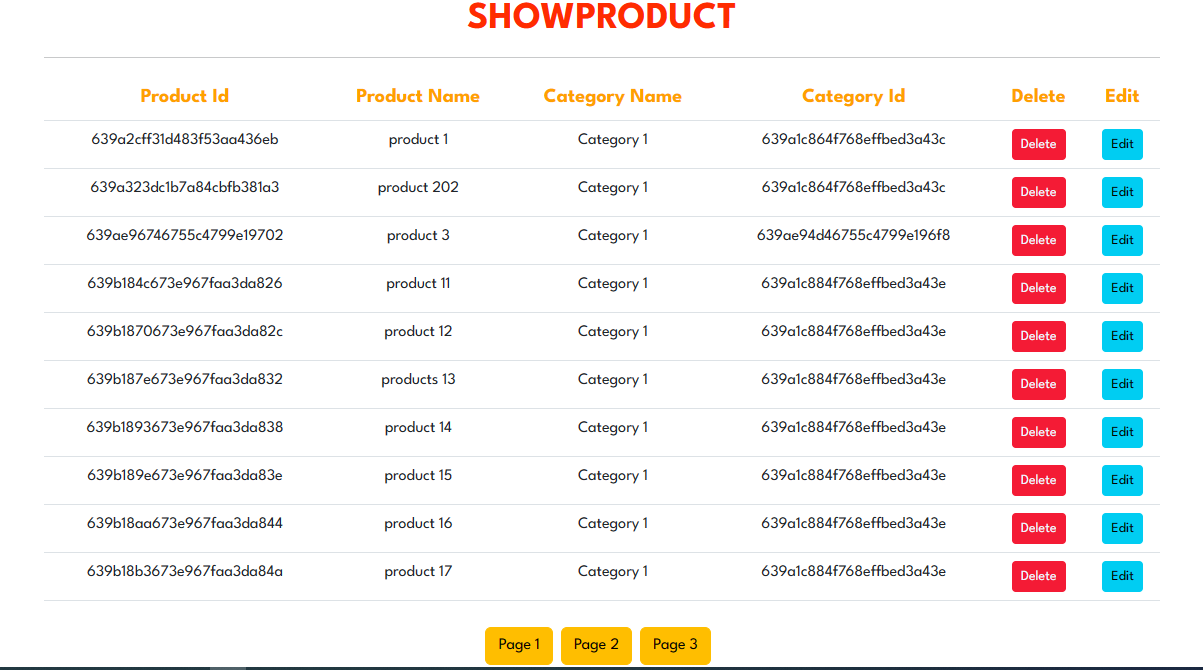 SHOWPRODUCT
Product Id Product Name Category Name Category Id Delete Edit
639a2cff31d483f53aa436eb product 1 Category 1 639a1c864f768effbed3a43c Delete Edit
639a323dc1b7a84cbfb381a3 product 202 Category 1 639a1c864f768effbed3a43c Delete Edit
639ae96746755c4799e19702 product 3 Category 1 639ae94d46755c4799e196f8 Delete Edit
639b184c673e967faa3da826 product 11 Category 1 639a1c884f768effbed3a43e Delete Edit
639b1870673e967faa3da82c product 12 Category 1 639a1c884f768effbed3a43e Delete Edit
639b187e673e967faa3da832 products 13 Category 1 639a1c884f768effbed3a43e Delete Edit
639b1893673e967faa3da838 product 14 Category 1 639a1c884f768effbed3a43e Delete Edit
639b189e673e967faa3da83e product 15 Category 1 639a1c884f768effbed3a43e Delete Edit
639b18aa673e967faa3da844 product 16 Category 1 639a1c884f768effbed3a43e Delete Edit
639b18b3673e967faa3da84a product 17 Category 1 639a1c884f768effbed3a43e Delete Edit
Page 1 Page 2 Page 3